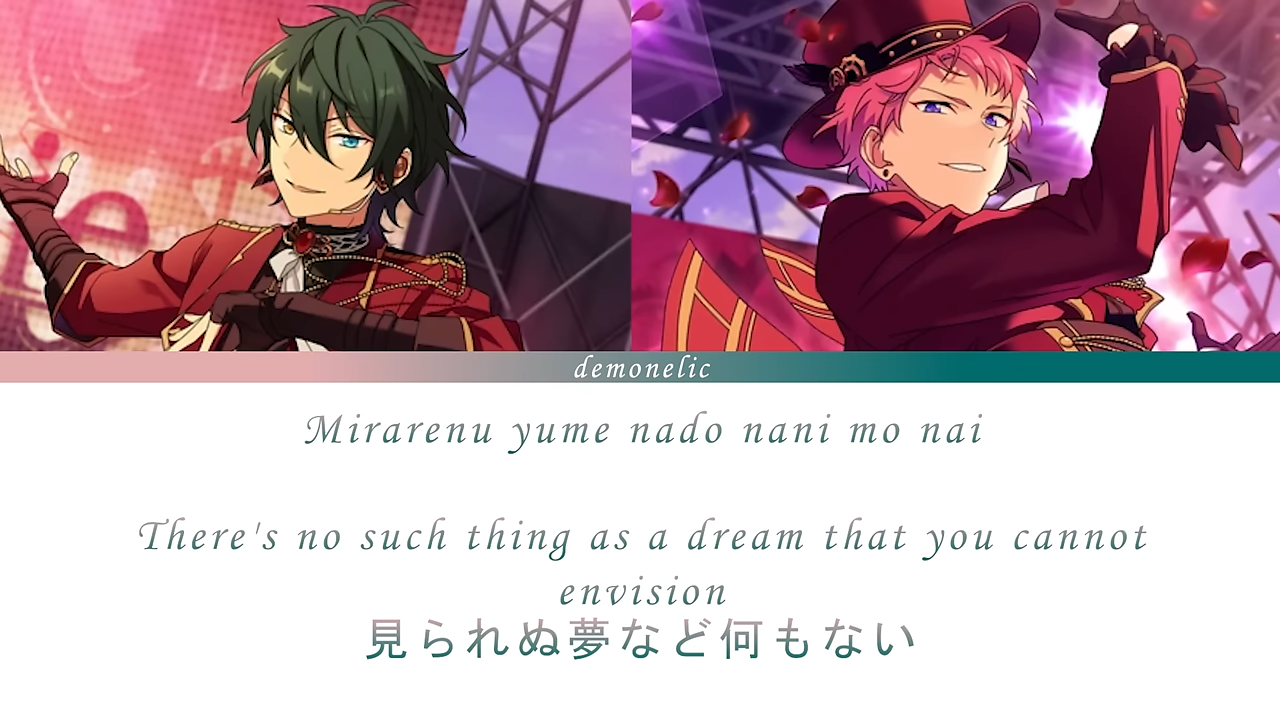 demonelic
Mirarenu yume nado nani mo nai
There's no such thing as a dream that you cannot
envision
見られぬ夢など何もない